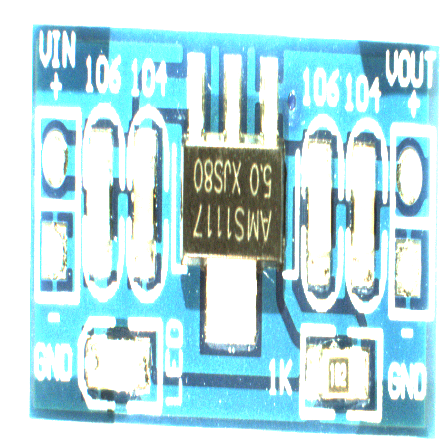 VIN
VOUT
106 104
106 104
+
+
AMS1117
5.0 XJS80
-
-
GND
LED
1K
GND